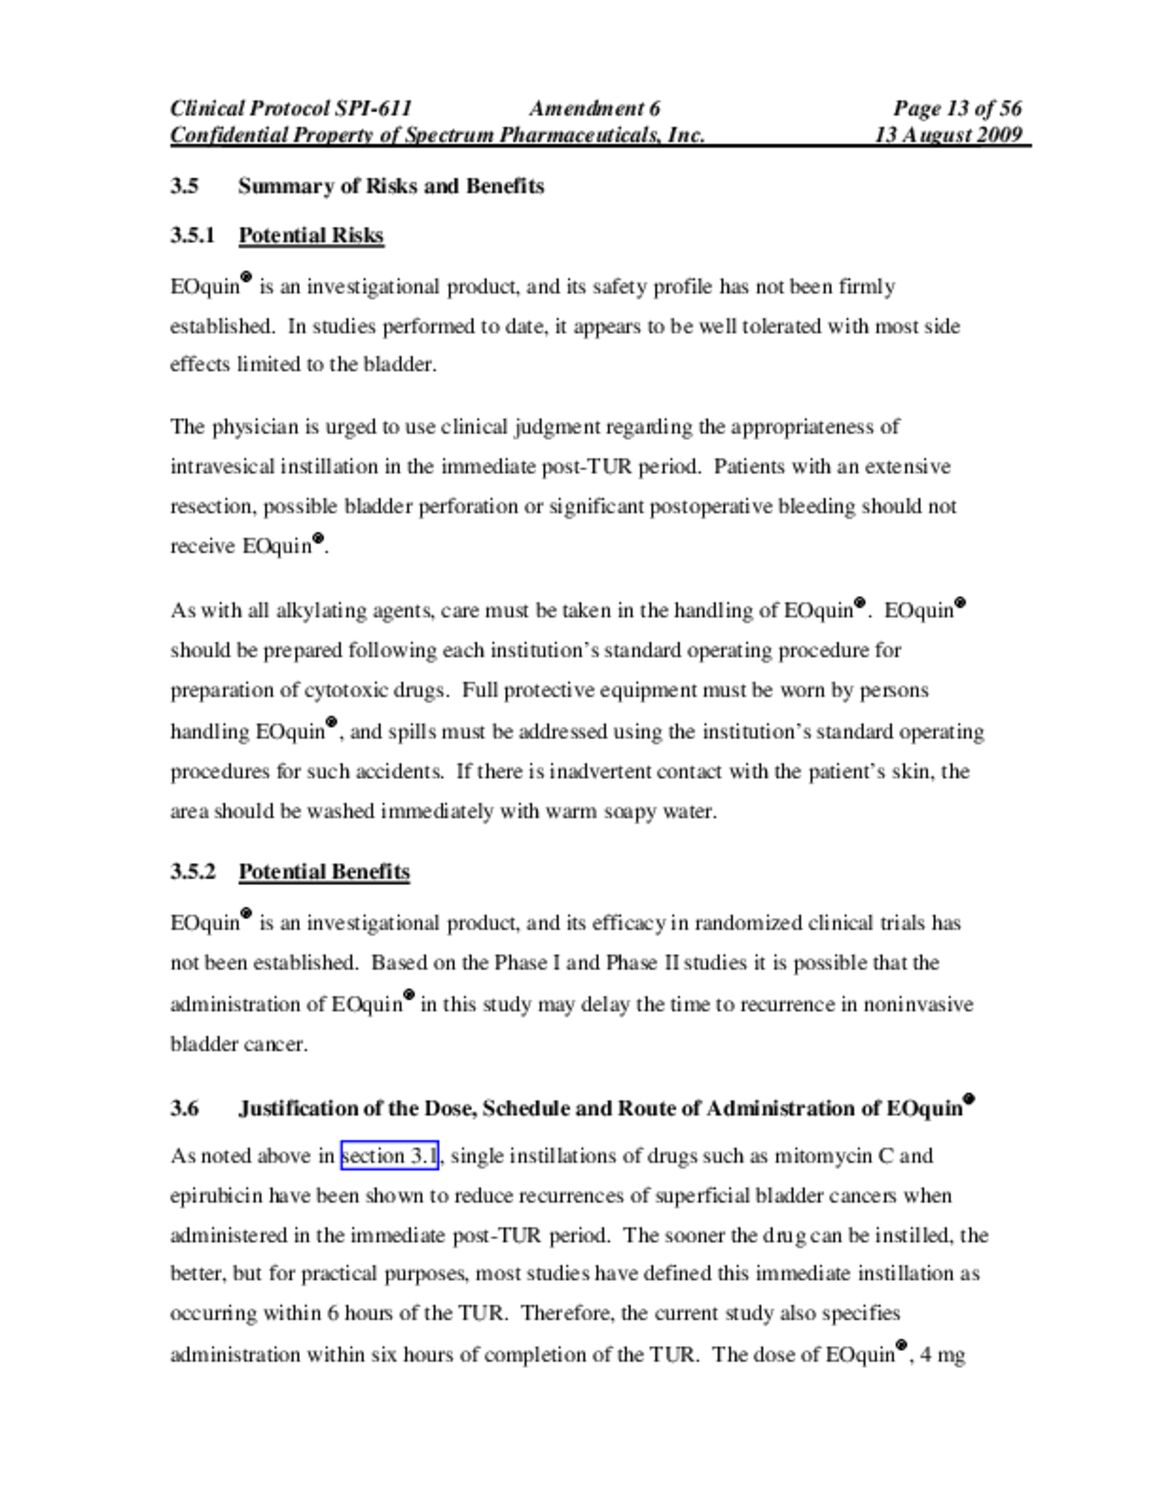 Clinical Protocol SPI-611 Amendment 6 Page 13 of 56
Confidential Property of Spectrum Pharmaceuticals, Inc. 13 August 2009
3.5 Summary of Risks and Benefits
3.5.1 Potential Risks
EOquin® is an investigational product, and its safety profile has not been firmly
established. In studies performed to date, it appears to be well tolerated with most side
effects limited to the bladder.
The physician is urged to use clinical judgment regarding the appropriateness of
intravesical instillation in the immediate post-TUR period. Patients with an extensive
resection, possible bladder perforation or significant postoperative bleeding should not
receive EOquin®.
As with all alkylating agents, care must be taken in the handling of EOquin®. EOquin®
should be prepared following each institution's standard operating procedure for
preparation of cytotoxic drugs. Full protective equipment must be worn by persons
handling EOquin®, and spills must be addressed using the institution's standard operating
procedures for such accidents. If there is inadvertent contact with the patient's skin, the
area should be washed immediately with warm soapy water.
3.5.2 Potential Benefits
EOquin® is an investigational product, and its efficacy in randomized clinical trials has
not been established. Based on the Phase I and Phase II studies it is possible that the
administration of EOquin® in this study may delay the time to recurrence in noninvasive
bladder cancer.
3.6 Justification of the Dose, Schedule and Route of Administration of EOquin®
As noted above in section 3.1, single instillations of drugs such as mitomycin C and
epirubicin have been shown to reduce recurrences of superficial bladder cancers when
administered in the immediate post-TUR period. The sooner the drug can be instilled, the
better, but for practical purposes, most studies have defined this immediate instillation as
occurring within 6 hours of the TUR. Therefore, the current study also specifies
administration within six hours of completion of the TUR. The dose of EOquin®, 4 mg